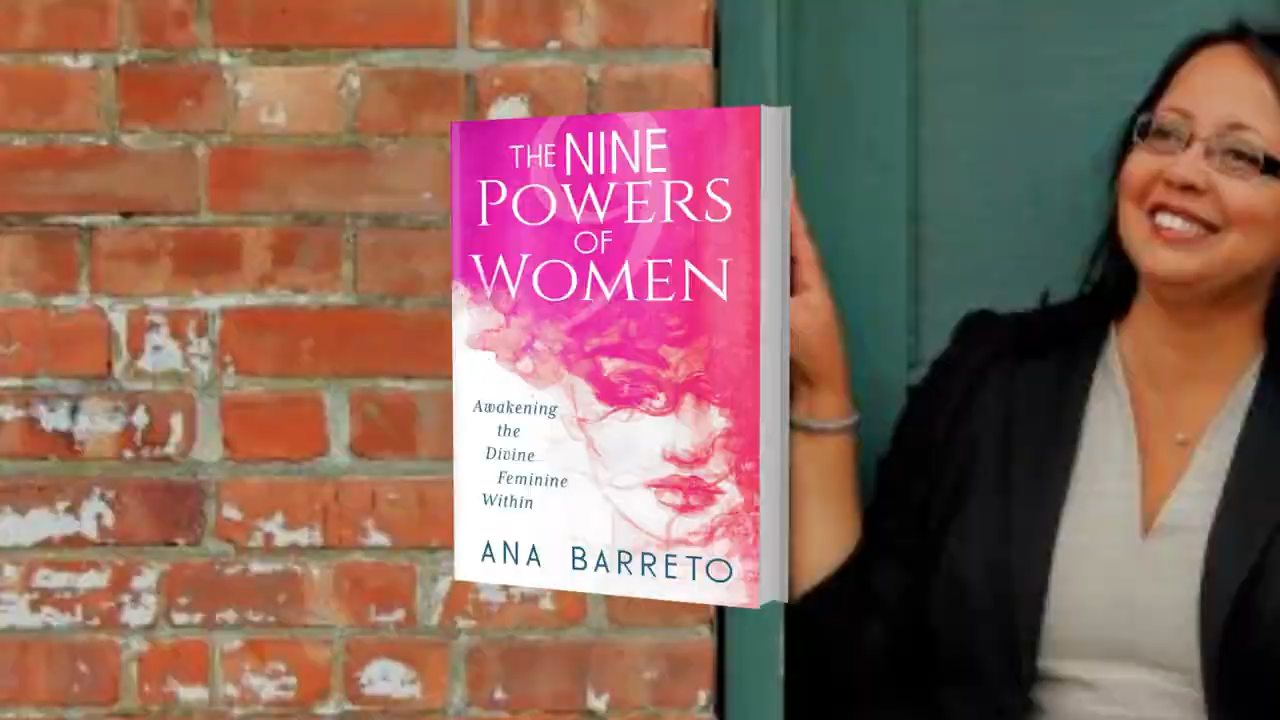 THE NINE
POWERS
OF
WOMEN
Awakening
the
Divine
Feminine
Within
ANA BARRETO